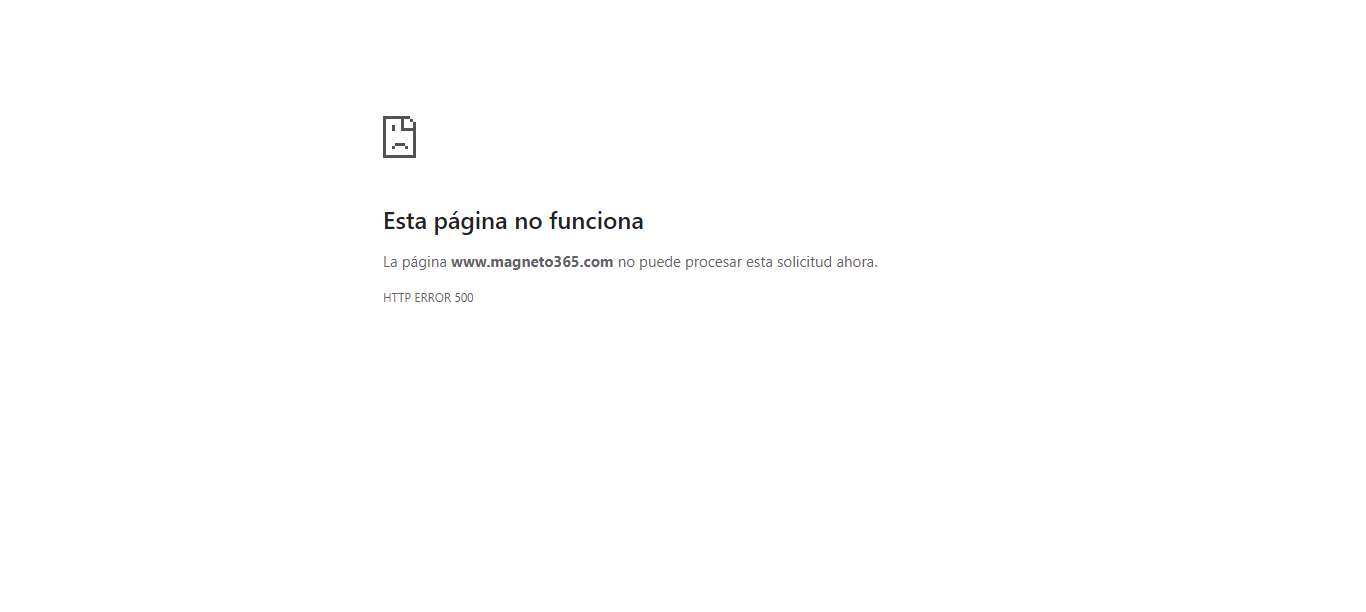 Esta página no funciona
La página www.magneto365.com no puede procesar esta solicitud ahora.
HTTP ERROR 500